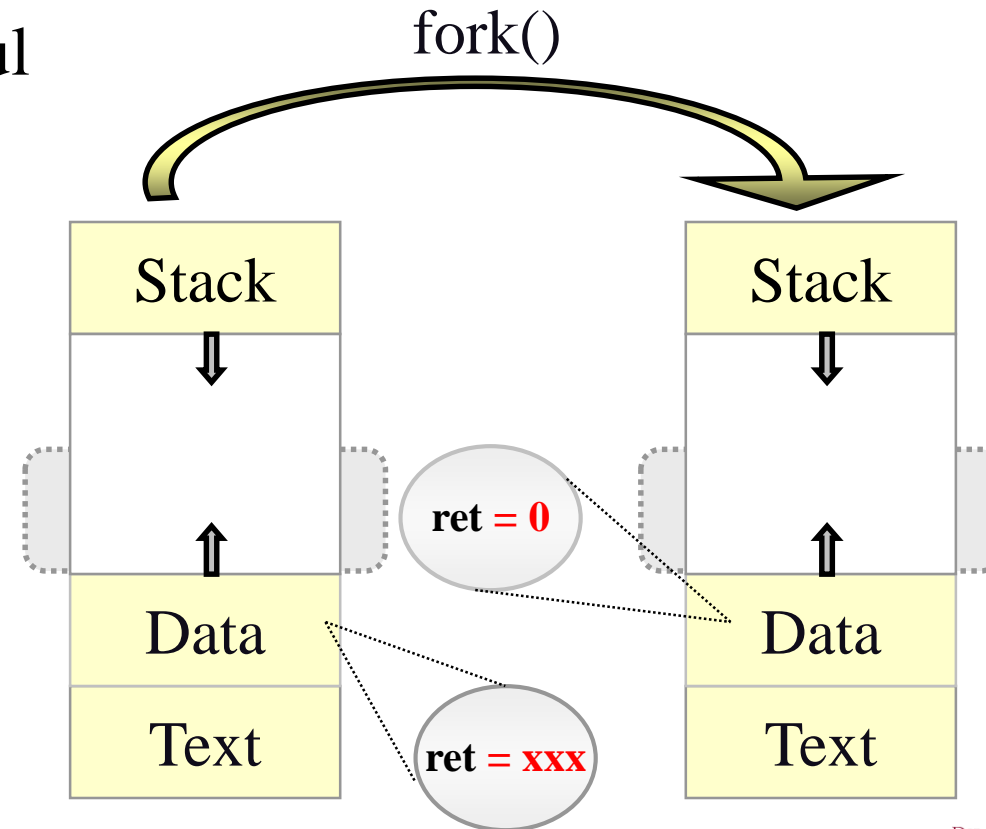 fork()
Stack
Stack
ret = 0
Data
Data
ret = xxx
Text
Text